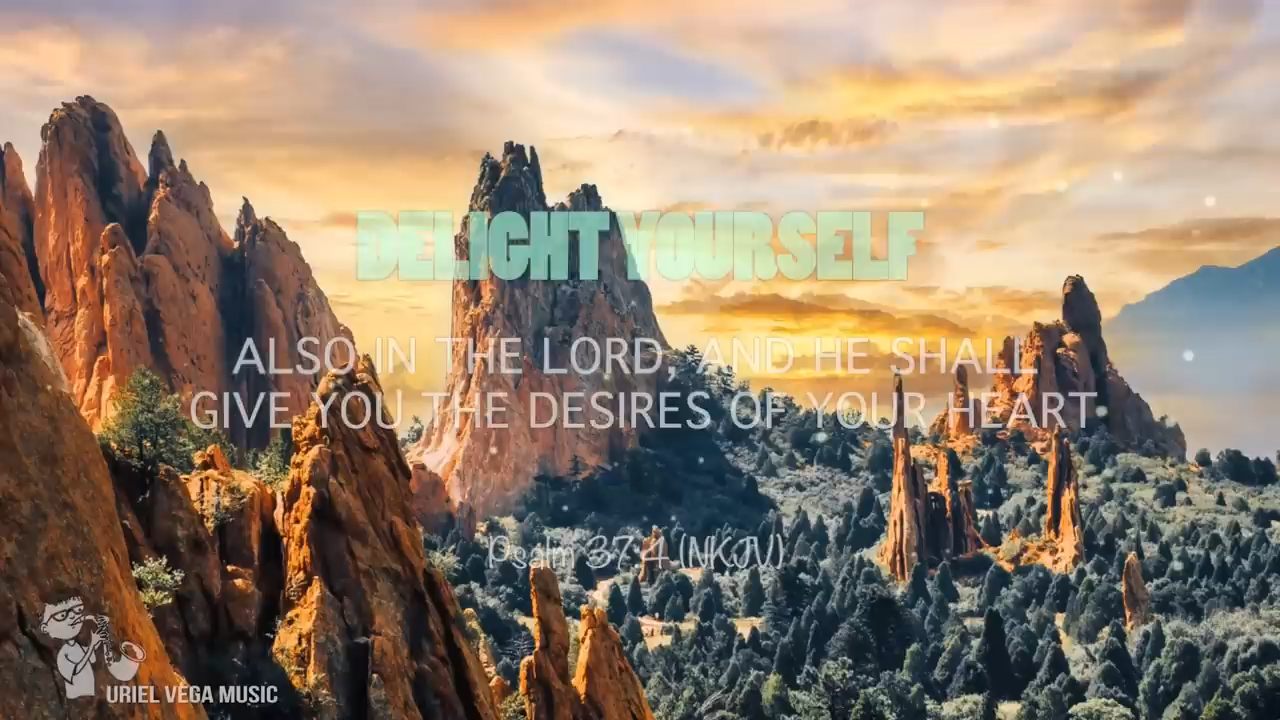 DELIGHT YOURSELF
ALSO IN THE LORD, AND HE SHALL
GIVE YOU THE DESIRES OF YOUR HEART
Psalm 37:4 (NKJV)
URIEL VEGA MUSIC